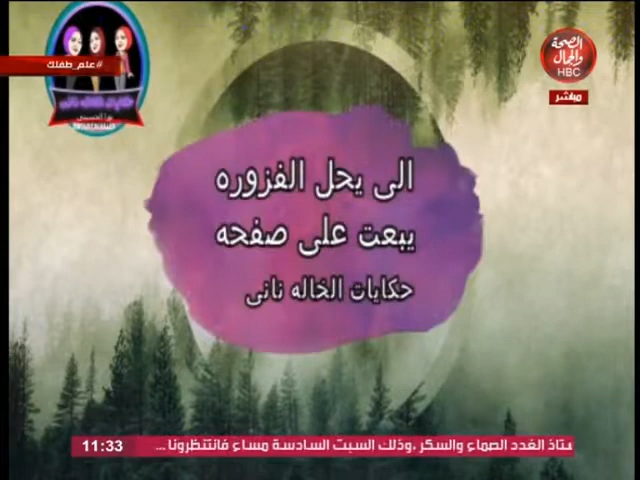 #علم_طفلك
الصحة
والجمال
HBC
مباشر
الى يحل الفزوره
يبعت على صفحه
حكايات الخاله نانى
ستاذ الغدد الصماء والسكر ،وذلك السبت السادسة مساء فانتظرونا...
11:33